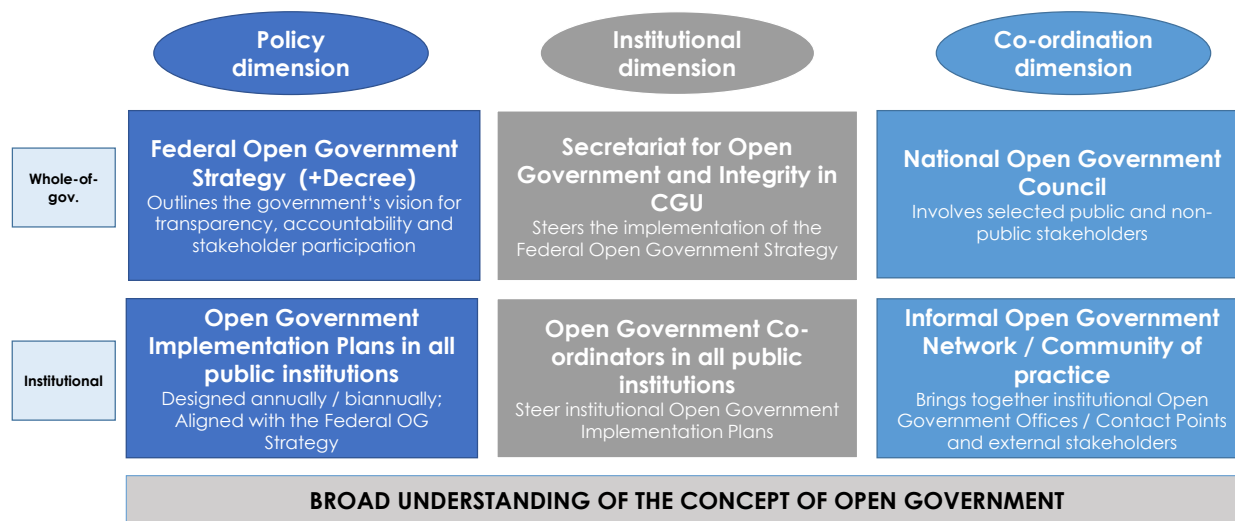 Policy
dimension
Institutional
dimension
Co-ordination
dimension
Whole-of-
gov.
Federal Open Government
Strategy (+Decree)
Outlines the government‘s vision for
transparency, accountability and
stakeholder participation
Secretariat for Open
Government and Integrity in
CGU
Steers the implementation of the
Federal Open Government Strategy
National Open Government
Council
Involves selected public and non-
public stakeholders
Institutional
Open Government
Implementation Plans in all
public institutions
Designed annually / biannually;
Aligned with the Federal OG
Strategy
Open Government Co-
ordinators in all public
institutions
Steer institutional Open Government
Implementation Plans
Informal Open Government
Network / Community of
practice
Brings together institutional Open
Government Offices / Contact Points
and external stakeholders
BROAD UNDERSTANDING OF THE CONCEPT OF OPEN GOVERNMENT